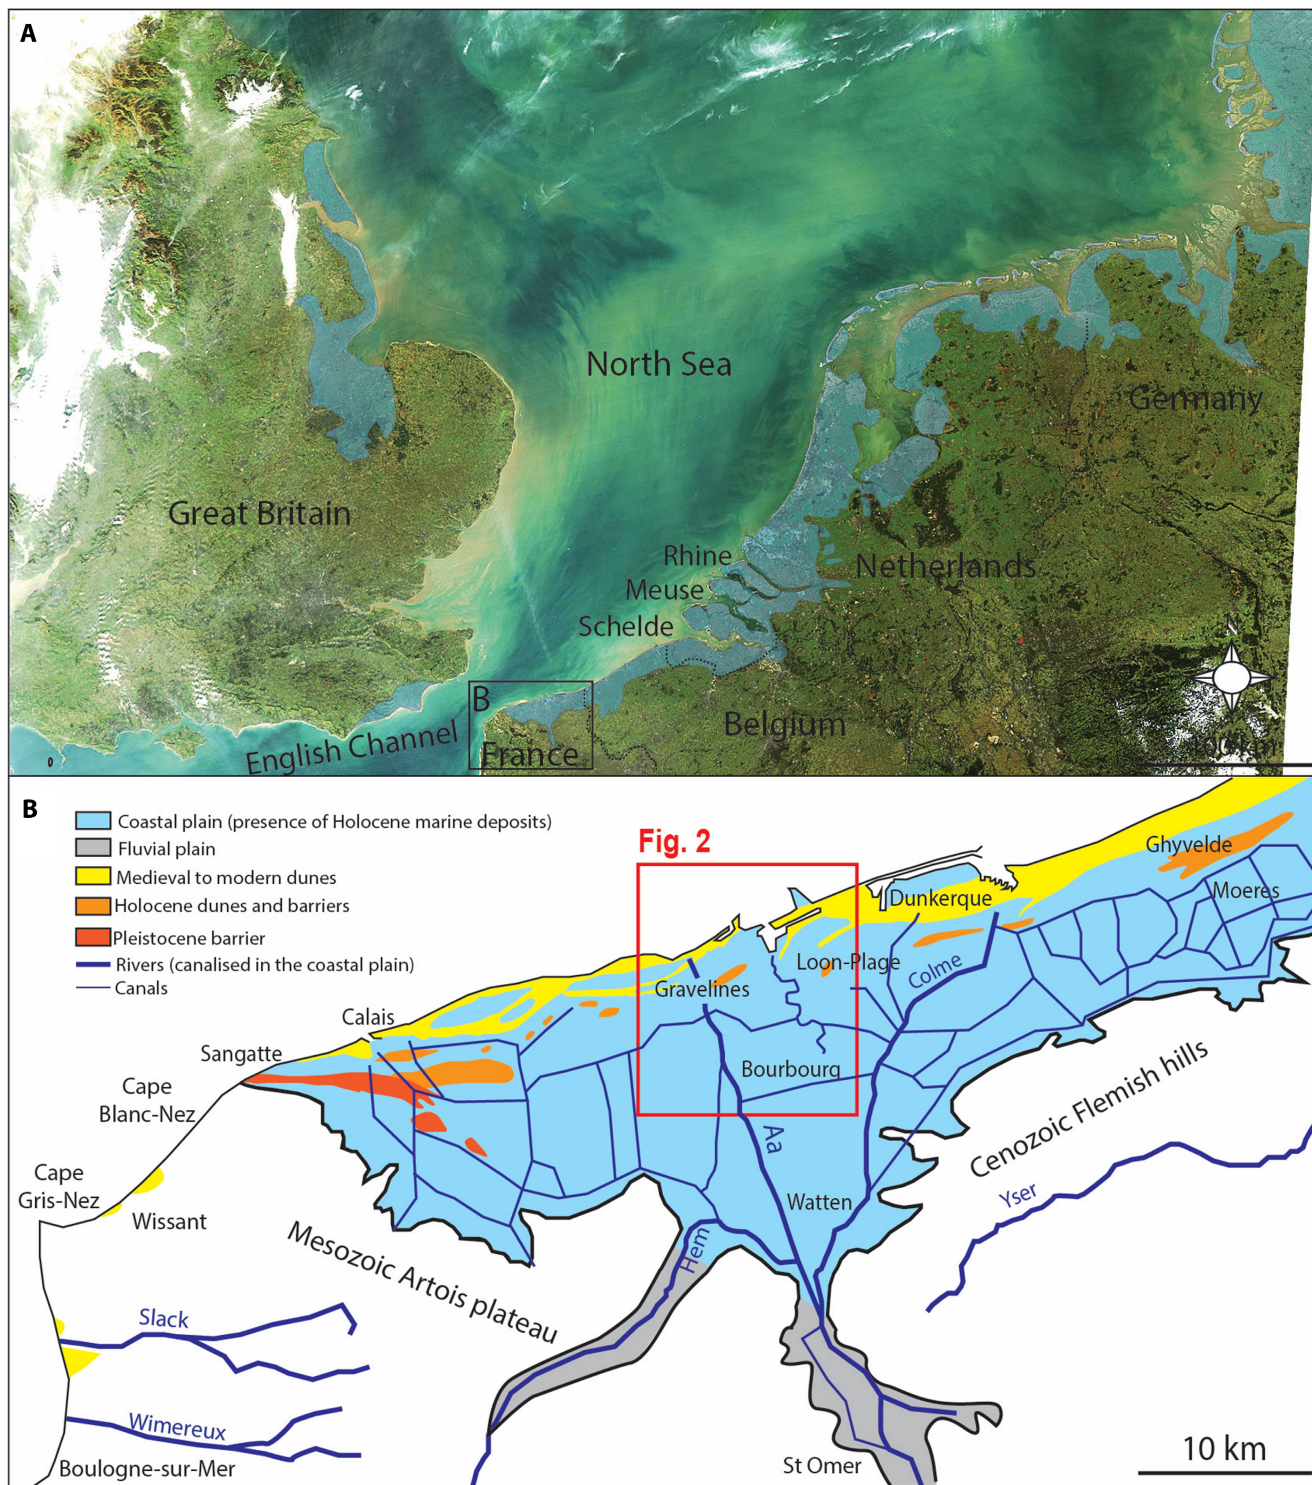 A
North Sea
Germany
Great Britain
Rhine
Netherlands
Meuse
Schelde
N
B
Belgium
English Channel
France
100 km
B
Coastal plain (presence of Holocene marine deposits)
Fluvial plain
Medieval to modern dunes
Holocene dunes and barriers
Pleistocene barrier
Rivers (canalised in the coastal plain)
Canals
Fig. 2
Ghyvelde
Moeres
Dunkerque
Loon-Plage
Colme
Gravelines
Calais
Sangatte
Bourbourg
Cape
Blanc-Nez
Aa
Cenozoic Flemish hills
Cape
Gris-Nez
Wissant
Watten
Yser
Mesozoic Artois plateau
Hem
Slack
Wimereux
Boulogne-sur-Mer
St Omer
10 km